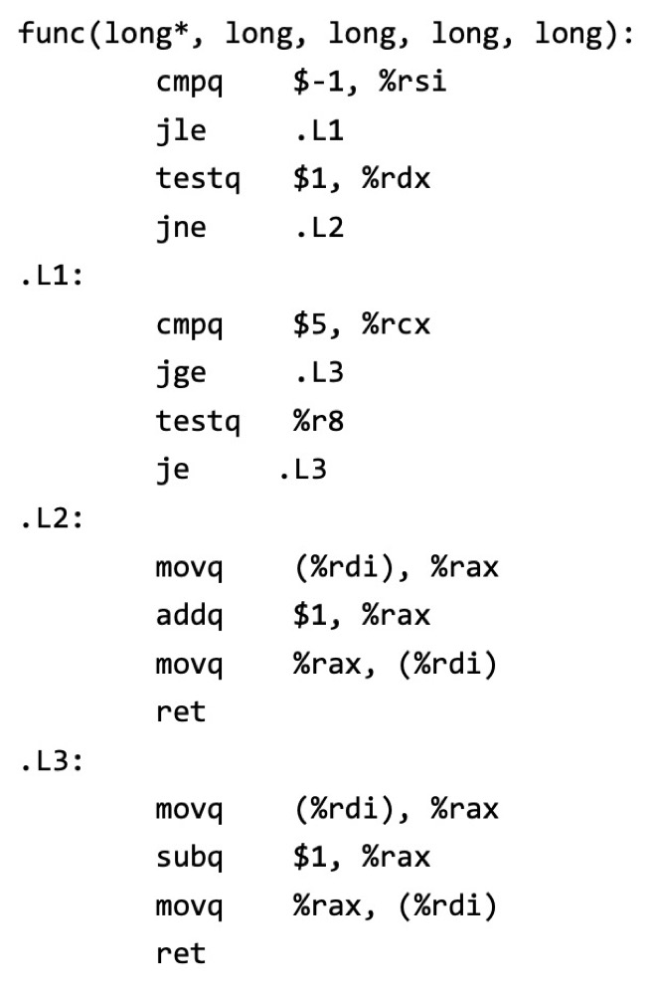 func(long*, long, long, long, long):
cmpq $-1, %rsi
jle .L1
testq $1, %rdx
jne .L2
.L1:
cmpq $5, %rcx
jge .L3
testq %r8
je .L3
.L2:
movq (%rdi), %rax
addq $1, %rax
movq %rax, (%rdi)
ret
.L3:
movq (%rdi), %rax
subq $1, %rax
movq %rax, (%rdi)
ret